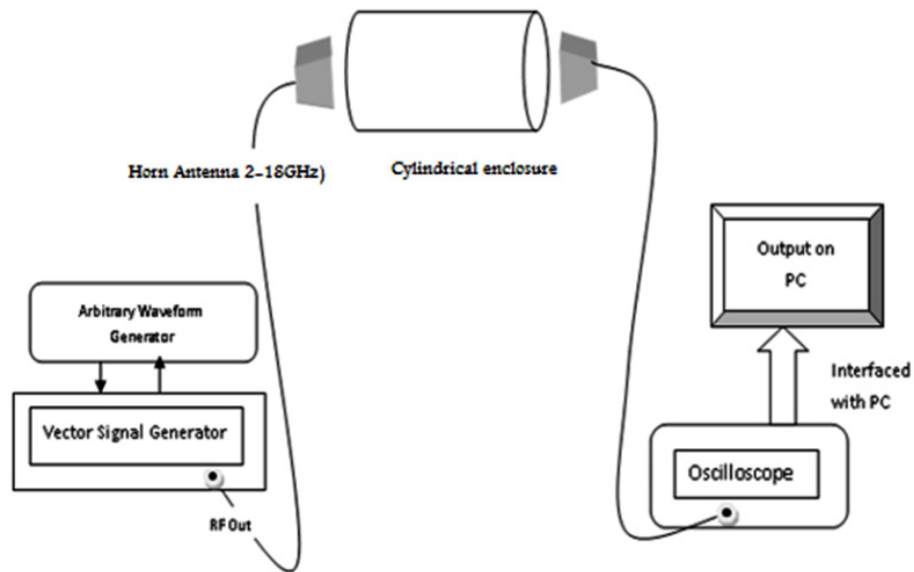 Horn Antenna 2-18GHz)
Cylindrical enclosure
Output on
PC
Arbitrary Waveform
Generator
Interfaced
with PC
Vector Signal Generator
Oscilloscope
RF Out